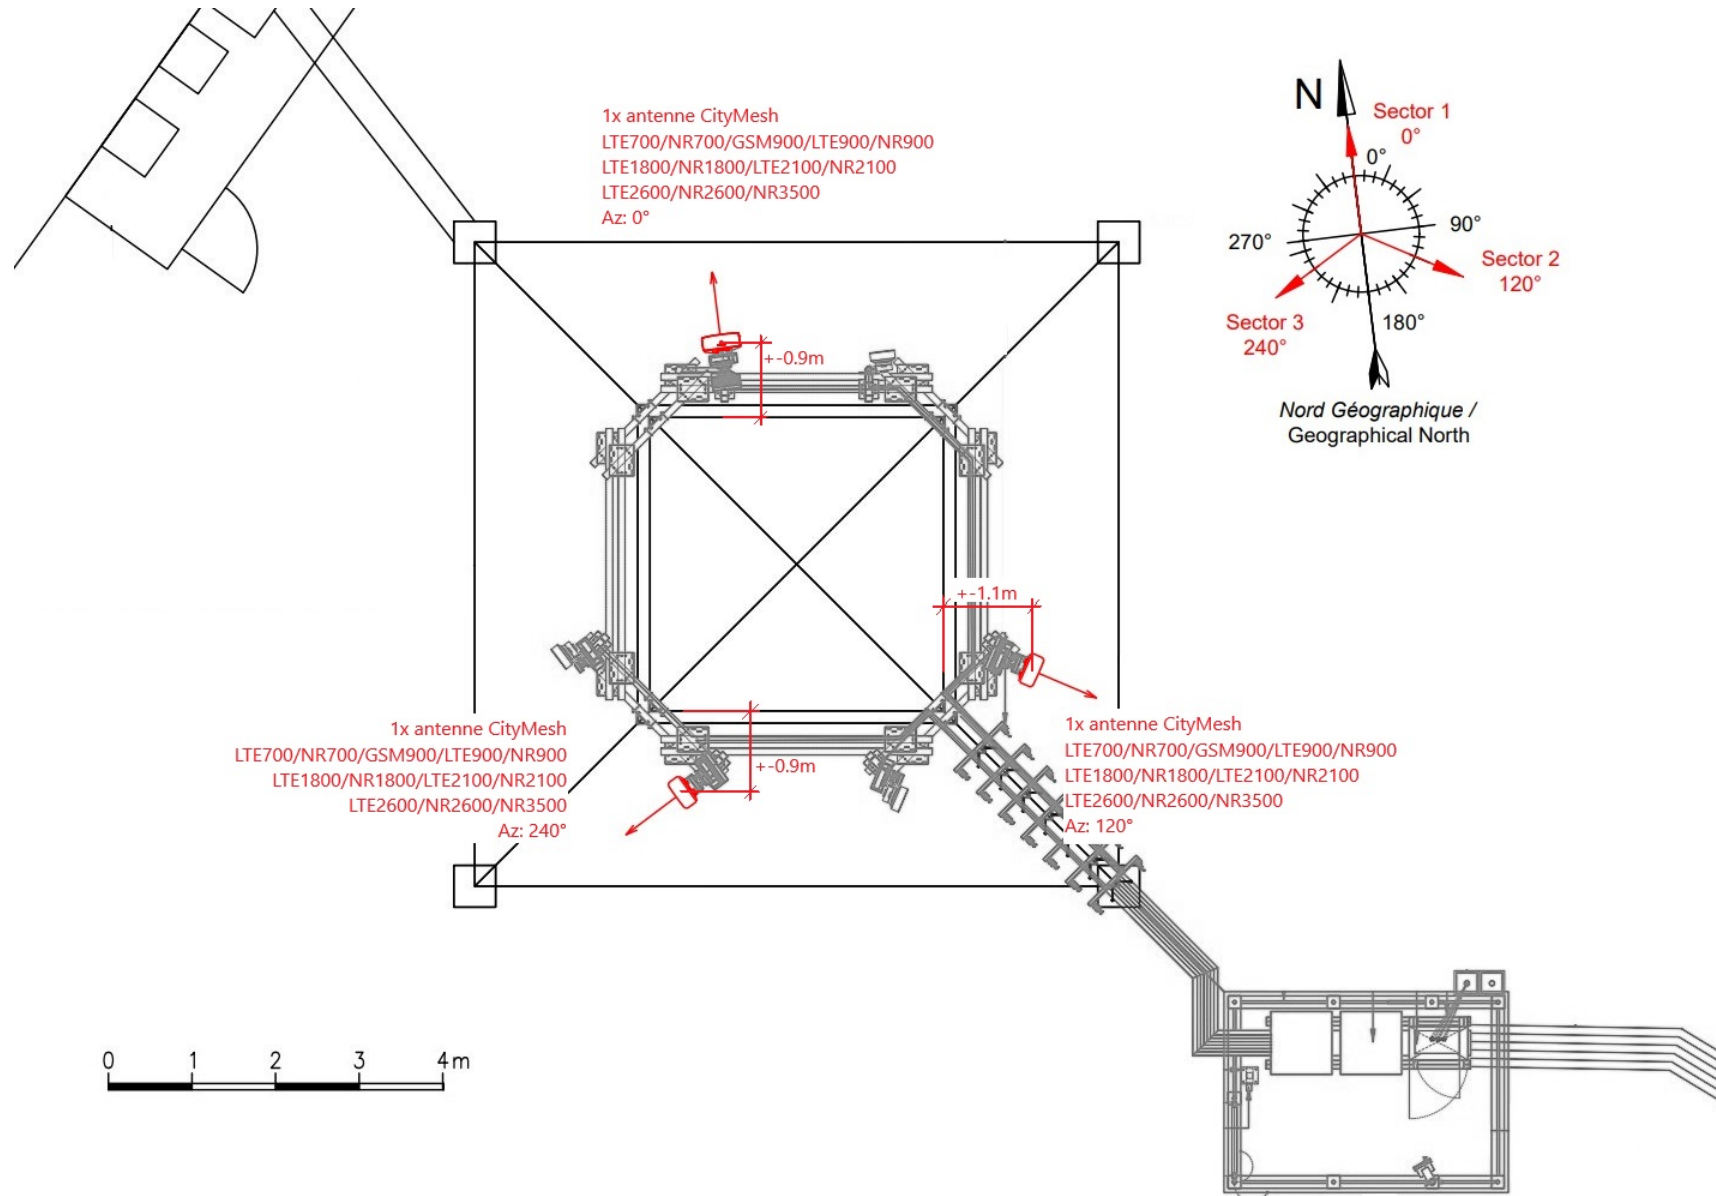 1x antenne CityMesh
LTE700/NR700/GSM900/LTE900/NR900
LTE1800/NR1800/LTE2100/NR2100
LTE2600/NR2600/NR3500
Az: 0°
N
Sector 1
0°
0°
90°
270°
Sector 2
120°
Sector 3
240°
180°
Nord Géographique /
Geographical North
+-0.9m
+-1.1m
1x antenne CityMesh
LTE700/NR700/GSM900/LTE900/NR900
LTE1800/NR1800/LTE2100/NR2100
LTE2600/NR2600/NR3500
Az: 240°
+-0.9m
1x antenne CityMesh
LTE700/NR700/GSM900/LTE900/NR900
LTE1800/NR1800/LTE2100/NR2100
LTE2600/NR2600/NR3500
Az: 120°
0 1 2 3 4m